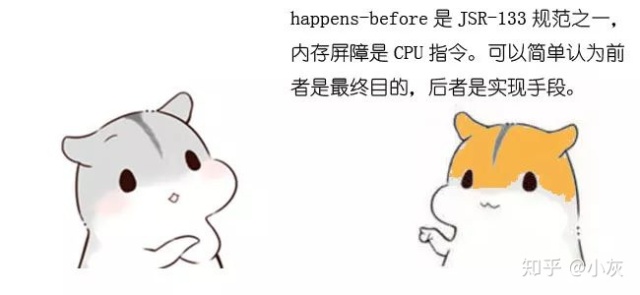 happens-before 是 JSR-133 规范之一，
内存屏障是 CPU 指令。可以简单认为前
者是最终目的，后者是实现手段。
知乎 @小灰